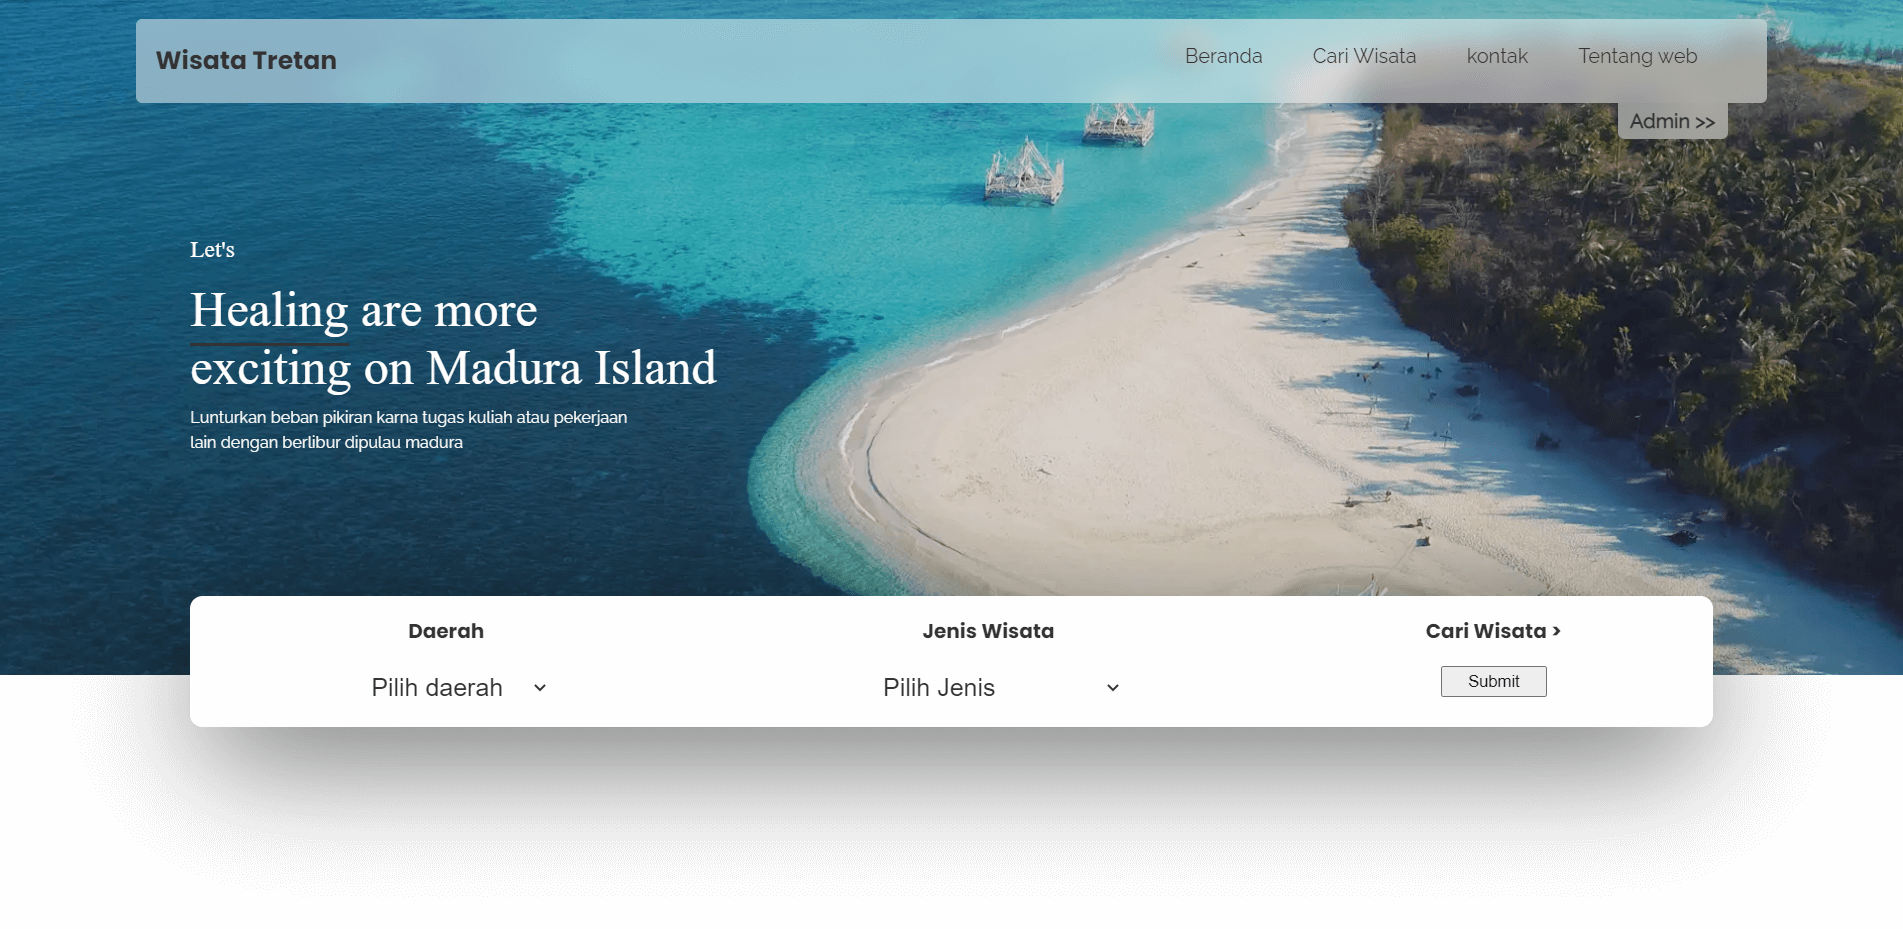 Wisata Tretan
Beranda
Cari Wisata
kontak
Tentang web
Admin >>
Let's
Healing are more
exciting on Madura Island
Lunturkan beban pikiran karna tugas kuliah atau pekerjaan
lain dengan berlibur dipulau madura
Daerah
Jenis Wisata
Cari Wisata >
Pilih daerah
Pilih Jenis
Submit